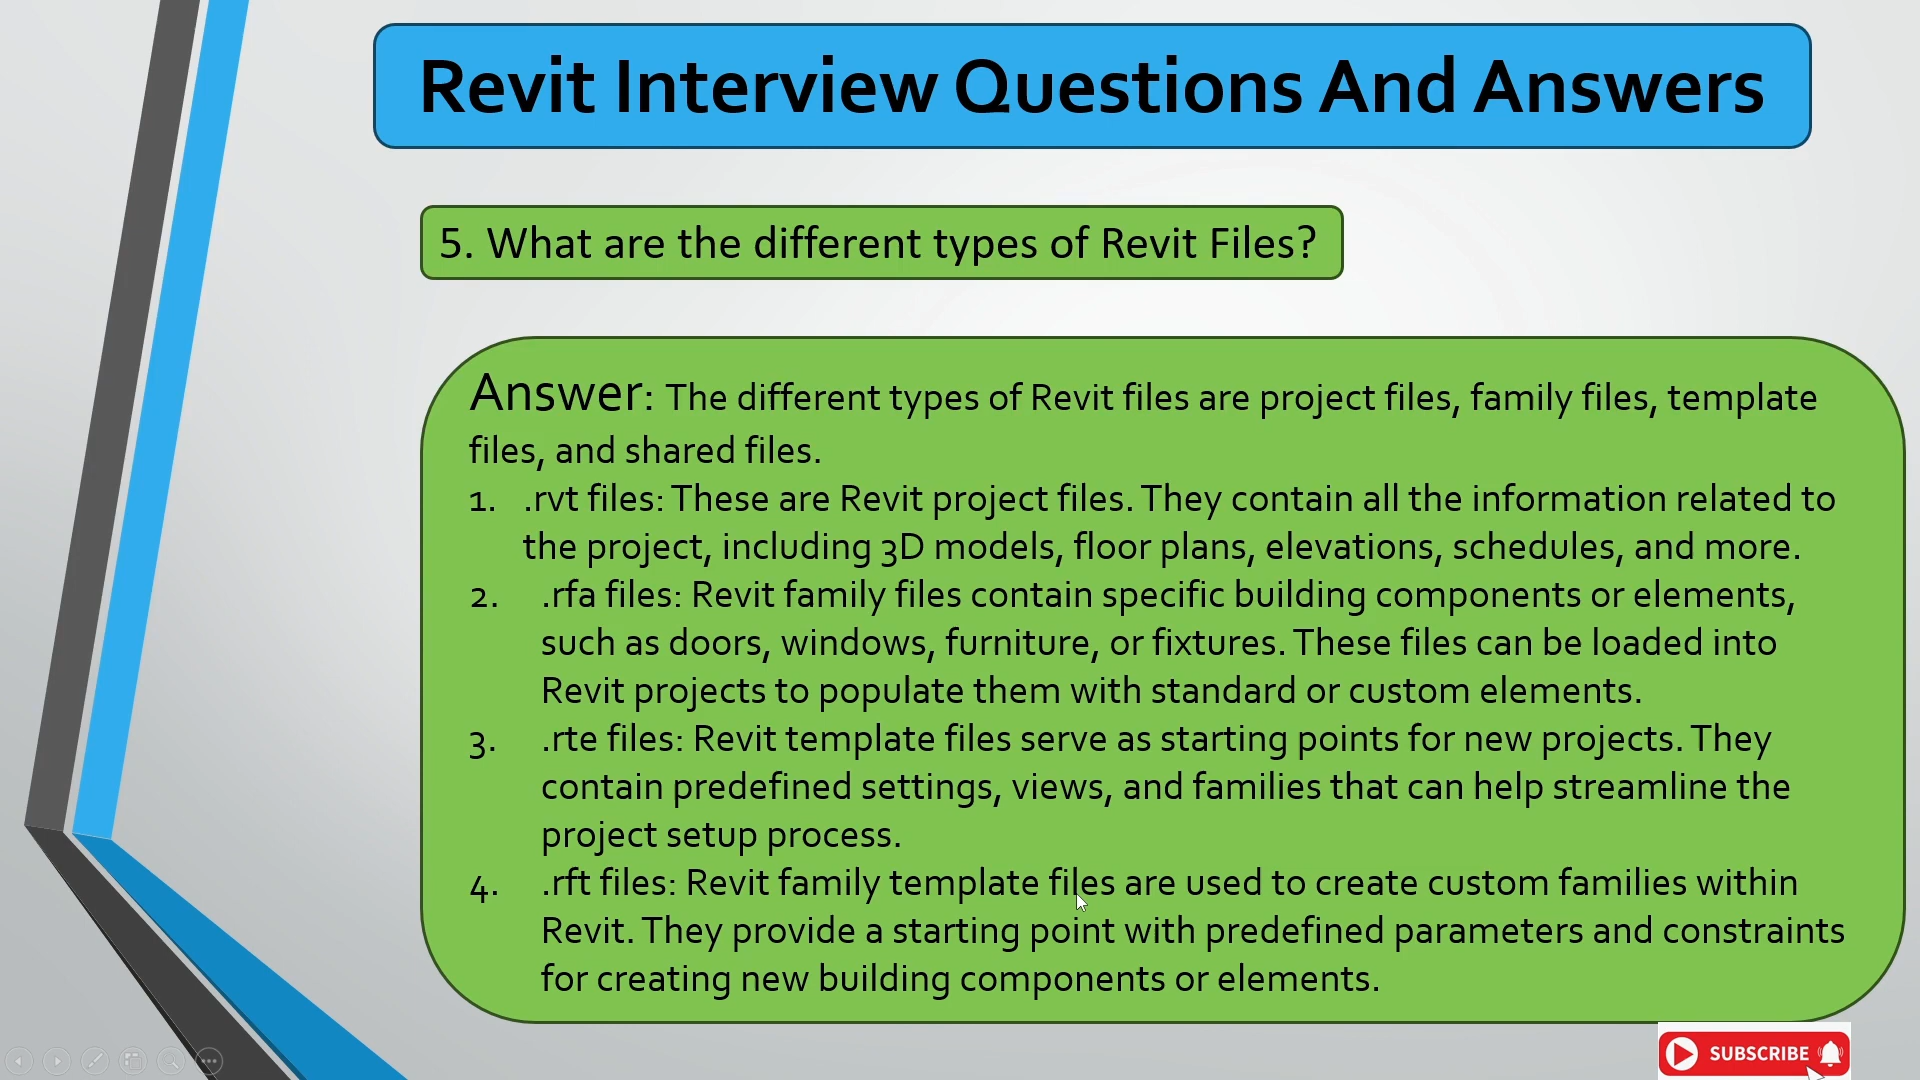 Revit Interview Questions And Answers
5. What are the different types of Revit Files?
Answer: The different types of Revit files are project files, family files, template
files, and shared files.
1. .rvt files: These are Revit project files. They contain all the information related to
the project, including 3D models, floor plans, elevations, schedules, and more.
2. .rfa files: Revit family files contain specific building components or elements,
such as doors, windows, furniture, or fixtures. These files can be loaded into
Revit projects to populate them with standard or custom elements.
3. .rte files: Revit template files serve as starting points for new projects. They
contain predefined settings, views, and families that can help streamline the
project setup process.
4. .rft files: Revit family template files are used to create custom families within
Revit. They provide a starting point with predefined parameters and constraints
for creating new building components or elements.
SUBSCRIBE